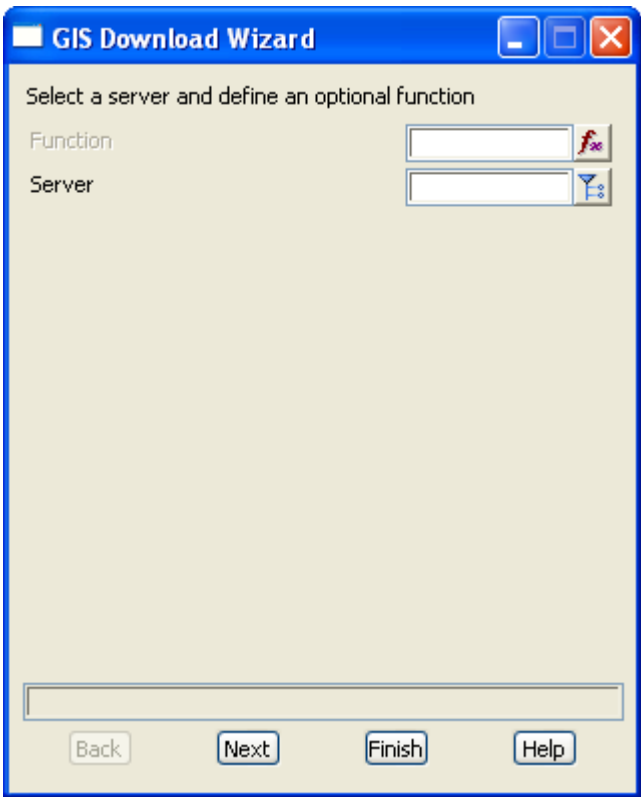 GIS Download Wizard
Select a server and define an optional function
Function
Server
Back Next Finish Help